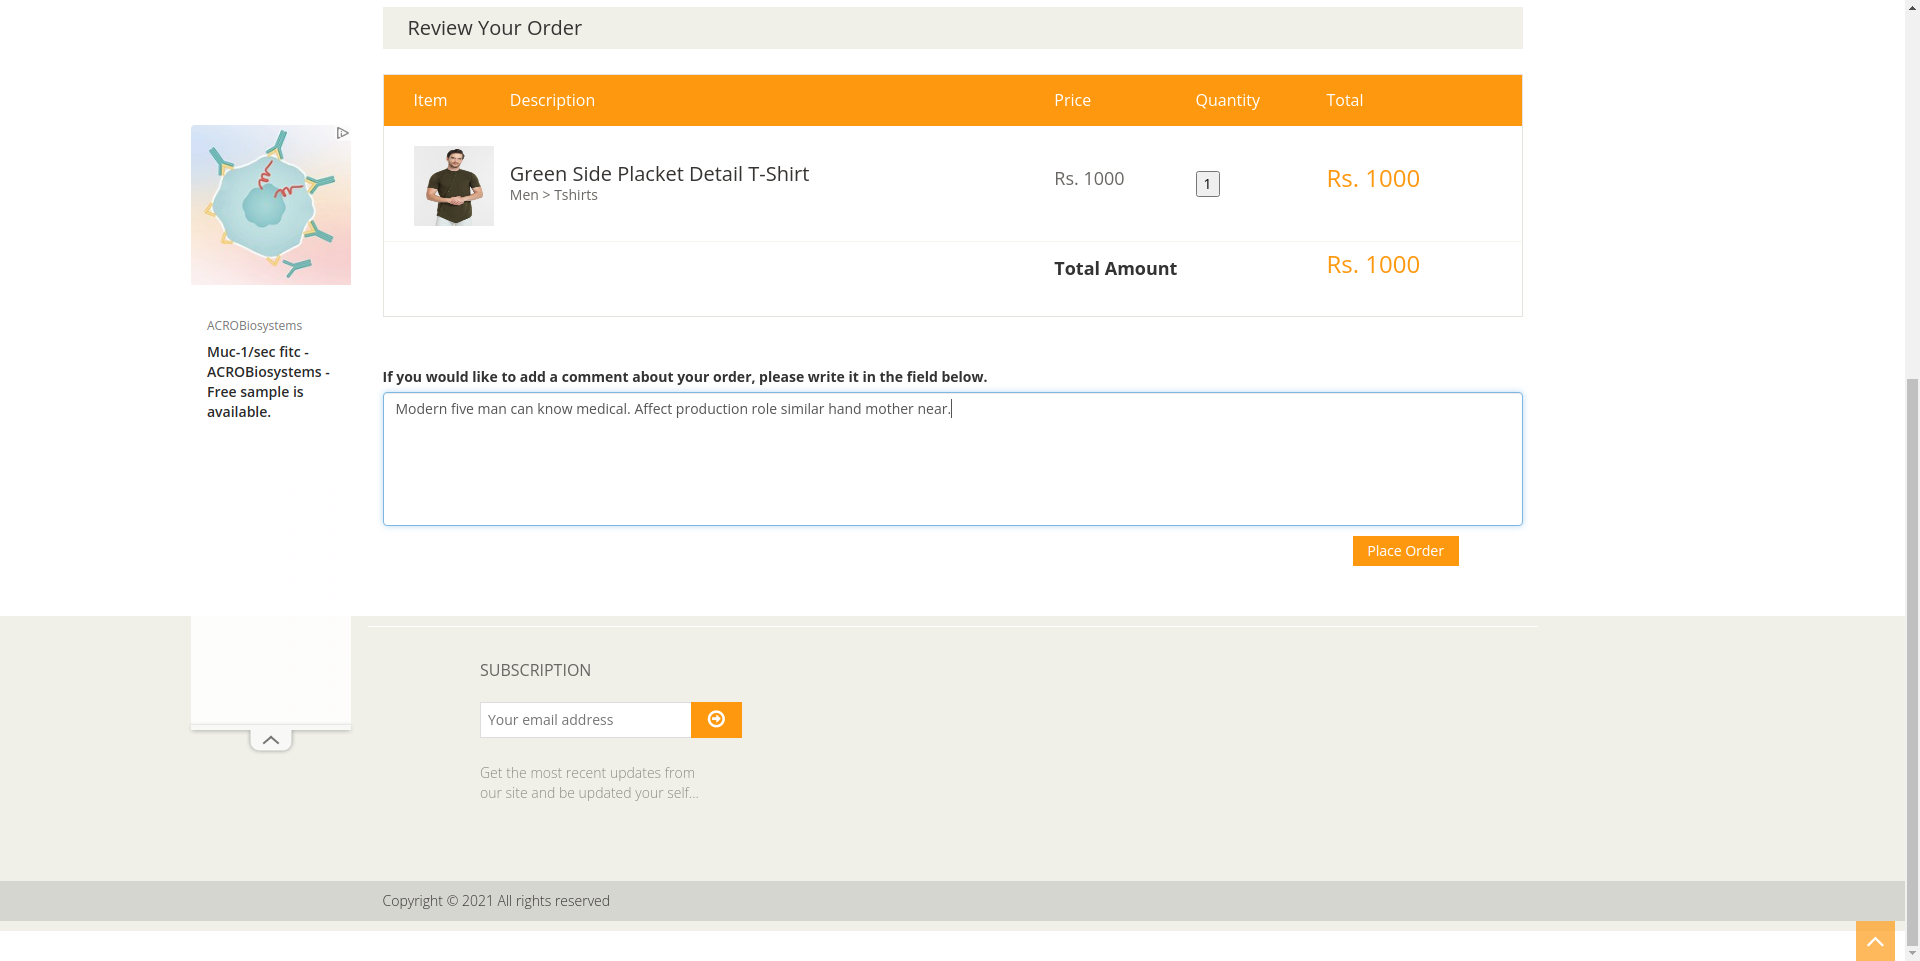 Review Your Order
Item Description Price Quantity Total
Green Side Placket Detail T-Shirt
Men > Tshirts
Rs. 1000
1
Rs. 1000
Total Amount
Rs. 1000
ACROBiosystems
Muc-1/sec fitc -
ACROBiosystems -
Free sample is
available.
If you would like to add a comment about your order, please write it in the field below.
Modern five man can know medical. Affect production role similar hand mother near.
Place Order
SUBSCRIPTION
Your email address
Get the most recent updates from
our site and be updated your self...
Copyright © 2021 All rights reserved